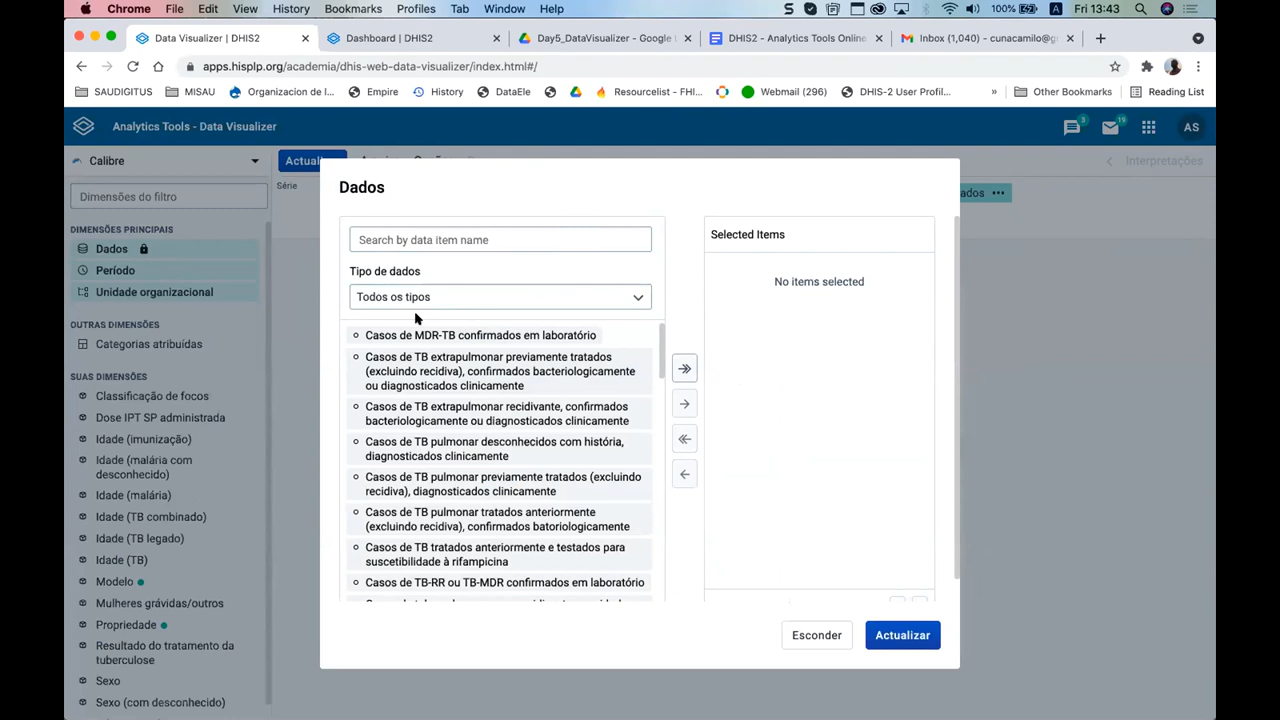 Chrome File Edit View History Bookmarks Profiles Tab Window Help 100% Fri 13:43
Data Visualizer | DHIS2
Dashboard | DHIS2
Day5_DataVisualizer - Google
DHIS2 - Analytics Tools Online
Inbox (1,040) - cunacamilo@g
apps.hisplp.org/academia/dhis-web-data-visualizer/index.html#/
SAUDIGITUS MISAU Organizacion de I... Empire History DataEle Resourcelist - FHI... Webmail (296) DHIS-2 User Profil... » Other Bookmarks Reading List
Analytics Tools - Data Visualizer 3 19 AS
Calibre
Actuali
Interpretações
Série
ados •••
Dimensões do filtro
DIMENSÕES PRINCIPAIS
Dados
Período
Unidade organizacional
OUTRAS DIMENSÕES
Categorias atribuídas
SUAS DIMENSÕES
Classificação de focos
Dose IPT SP administrada
Idade (imunização)
Idade (malária com
desconhecido)
Idade (malária)
Idade (TB combinado)
Idade (TB legado)
Idade (TB)
Modelo
Mulheres grávidas/outros
Propriedade
Resultado do tratamento da
tuberculose
Sexo
Sexo (com desconhecido)
Dados
Search by data item name
Tipo de dados
Todos os tipos
Casos de MDR-TB confirmados em laboratório
Casos de TB extrapulmonar previamente tratados
(excluindo recidiva), confirmados bacteriologicamente
ou diagnosticados clinicamente
Casos de TB extrapulmonar recidivante, confirmados
bacteriologicamente ou diagnosticados clinicamente
Casos de TB pulmonar desconhecidos com história,
diagnosticados clinicamente
Casos de TB pulmonar previamente tratados (excluindo
recidiva), diagnosticados clinicamente
Casos de TB pulmonar tratados anteriormente
(excluindo recidiva), confirmados batoriologicamente
Casos de TB tratados anteriormente e testados para
suscetibilidade à rifampicina
Casos de TB-RR ou TB-MDR confirmados em laboratório
Selected Items
No items selected
Esconder
Actualizar